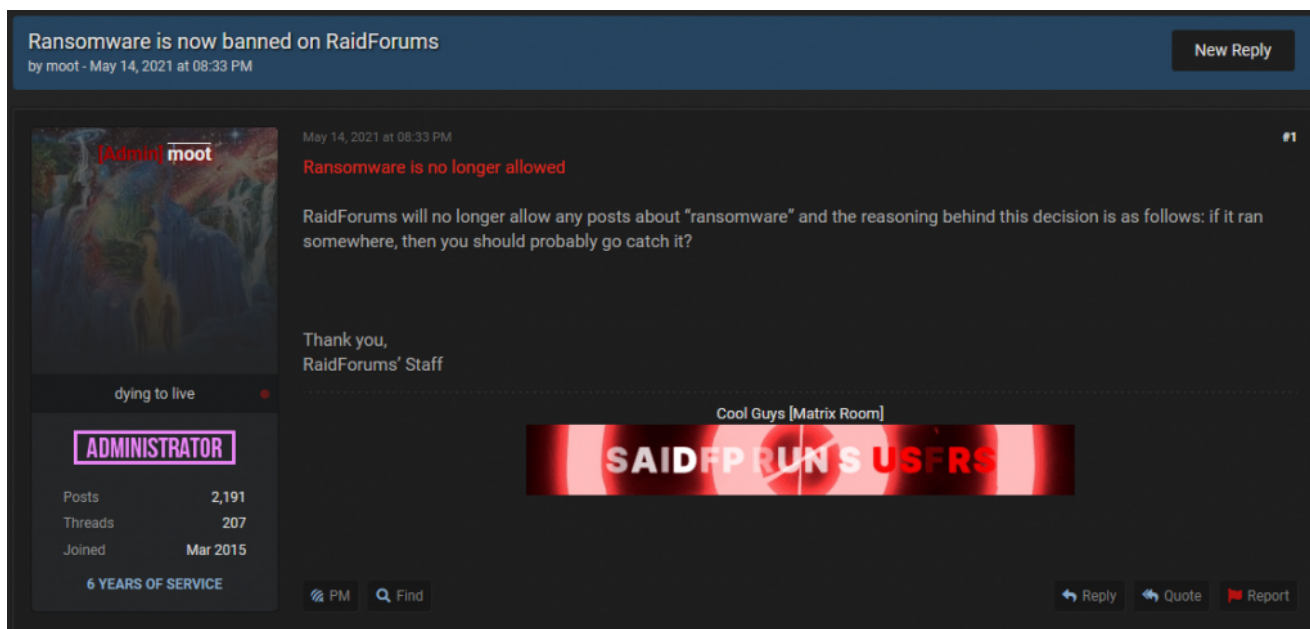 Ransomware is now banned on RaidForums
by moot - May 14, 2021 at 08:33 PM
New Reply
[Admin] moot
dying to live
ADMINISTRATOR
Posts 2,191
Threads 207
Joined Mar 2015
6 YEARS OF SERVICE
May 14, 2021 at 08:33 PM
#1
Ransomware is no longer allowed
RaidForums will no longer allow any posts about “ransomware” and the reasoning behind this decision is as follows: if it ran
somewhere, then you should probably go catch it?
Thank you,
RaidForums’ Staff
Cool Guys [Matrix Room]
SAIDFP RUN S USFRS
PM Find
Reply Quote Report